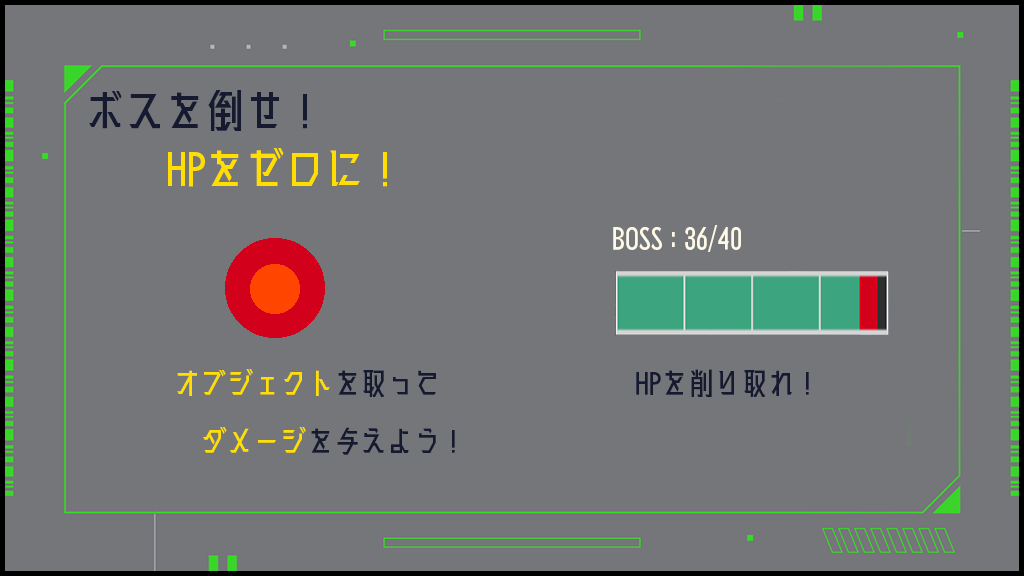 ボスを倒せ！
HPをゼロに！
BOSS : 36/40
オブジェクトを取って
ダメージを与えよう！
HPを削り取れ！